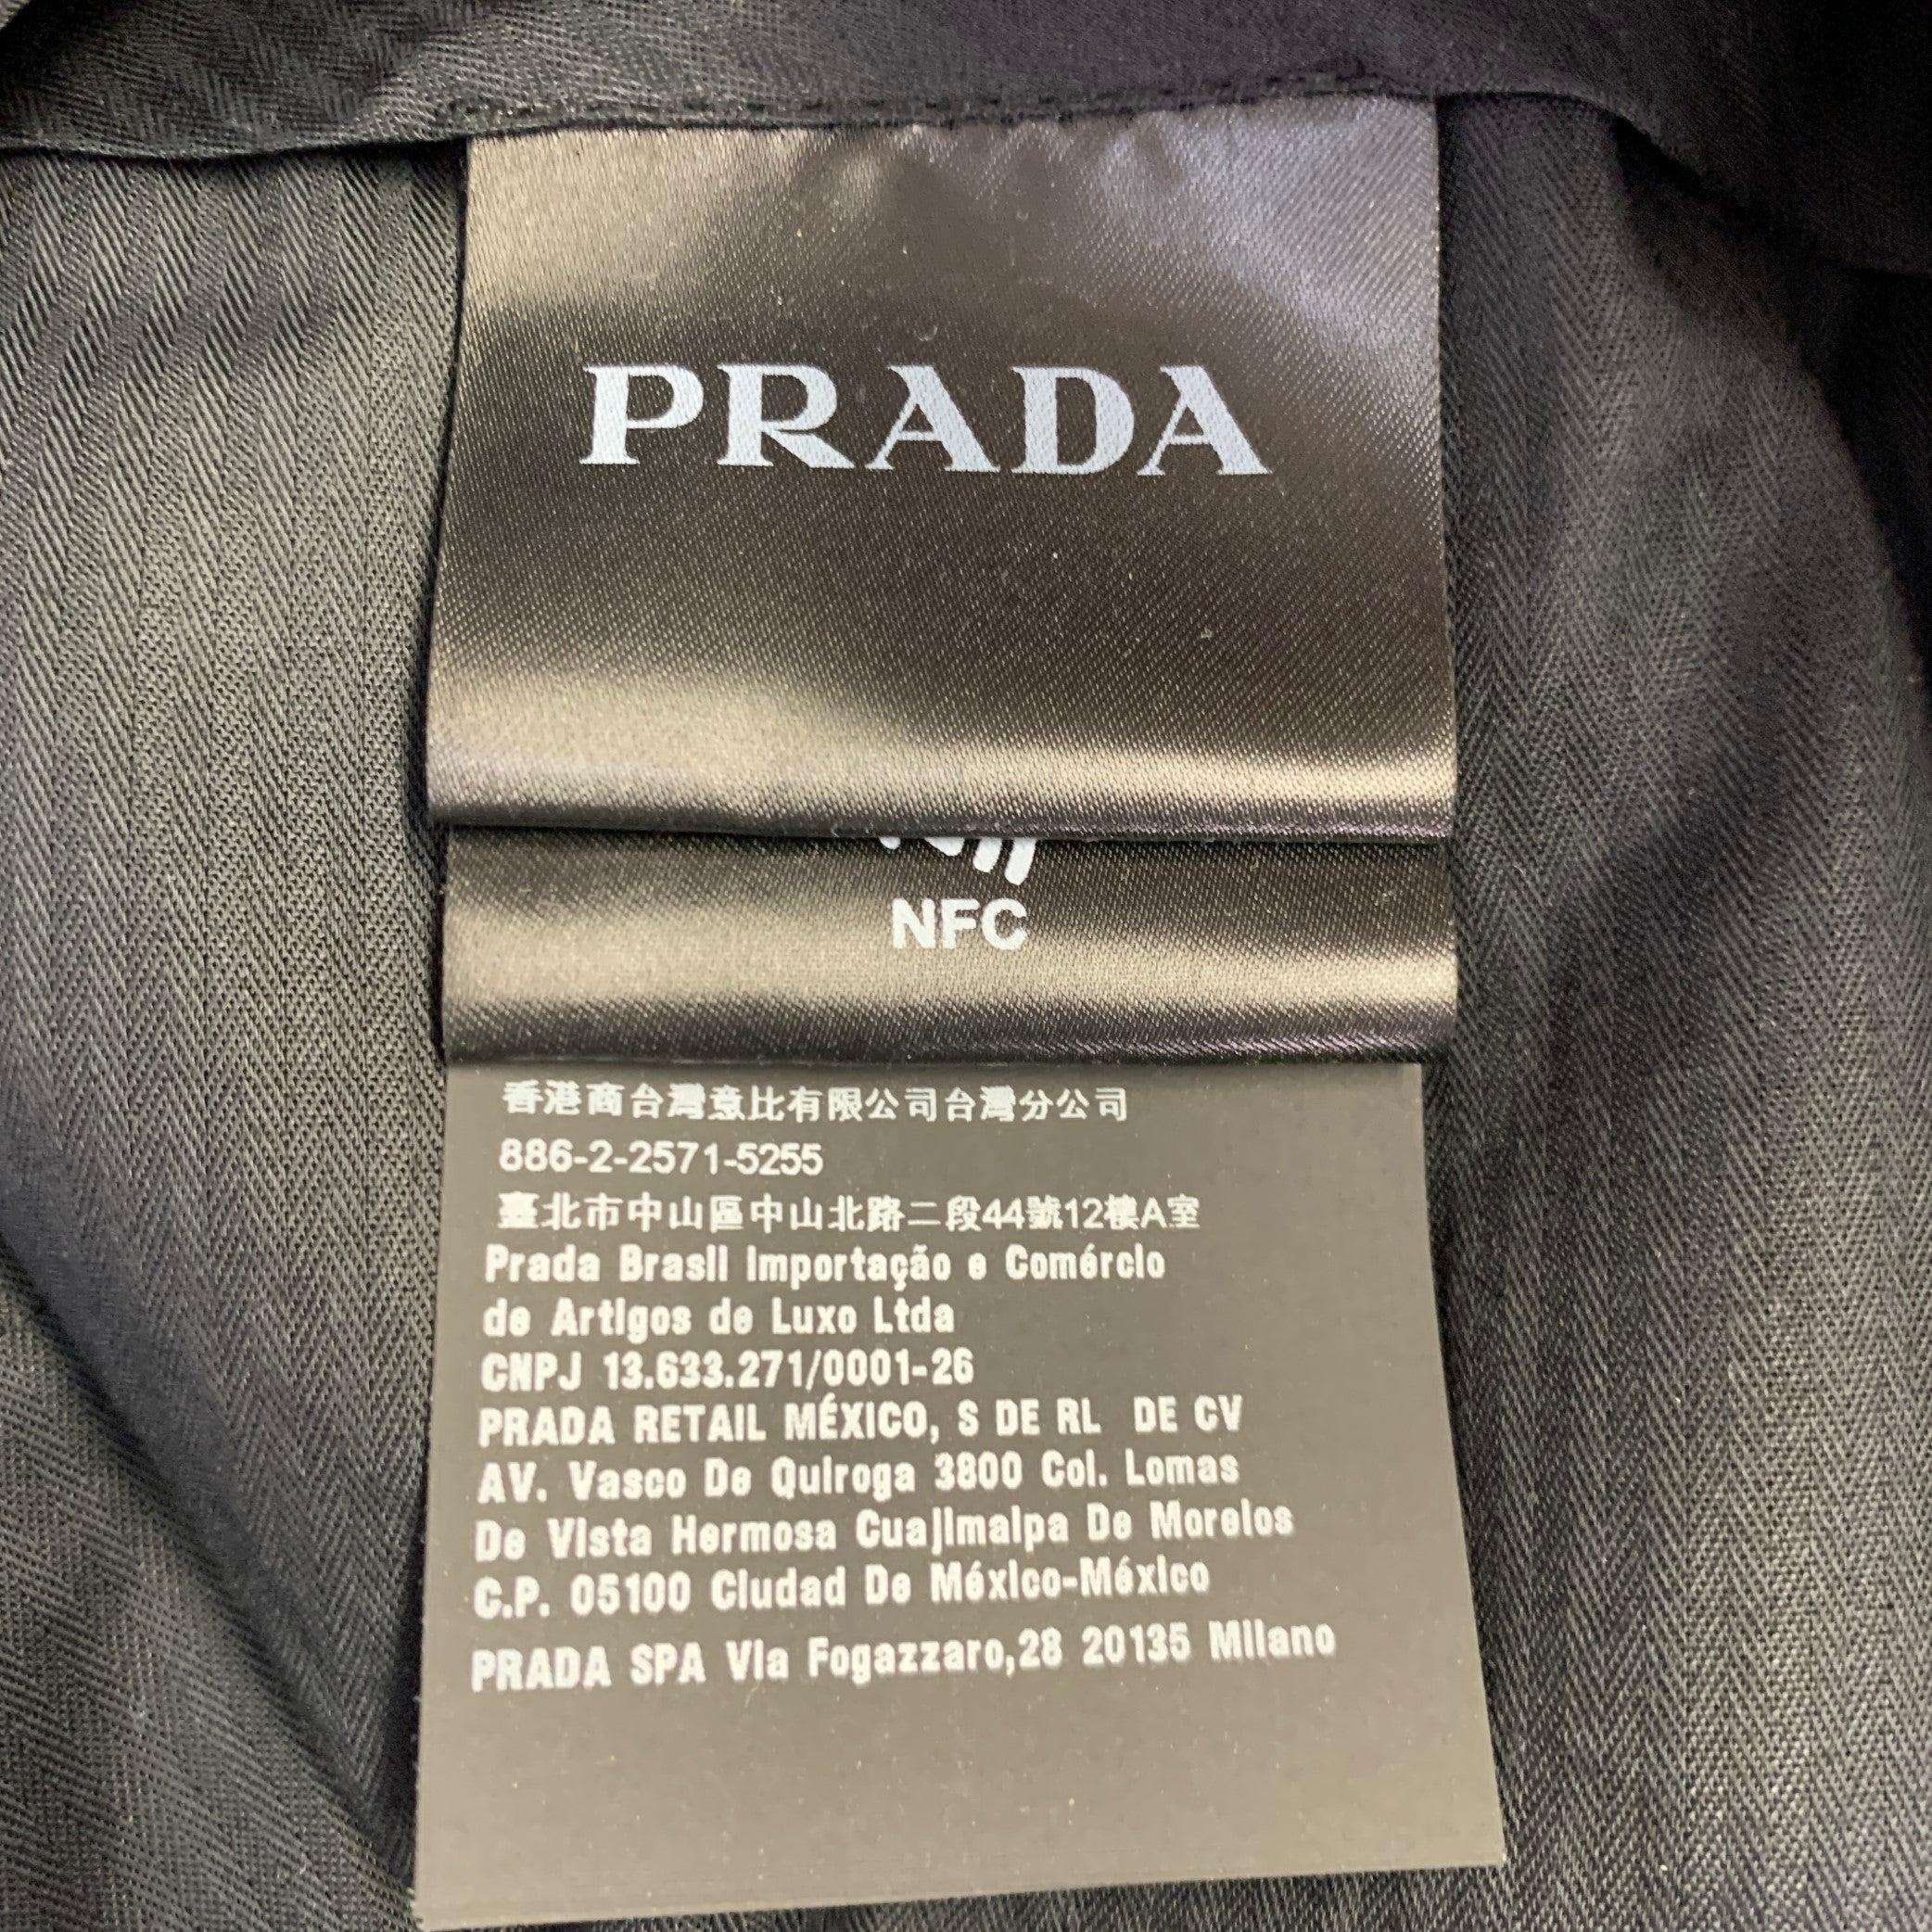 PRADA
NFC
香港商台灣意比有限公司台灣分公司
886-2-2571-5255
臺北市中山區中山北路二段44號12樓A室
Prada Brasil Importação e Comércio
de Artigos de Luxo Ltda
CNPJ 13.633.271/0001-26
PRADA RETAIL MÉXICO, S DE RL DE CV
AV. Vasco De Quiroga 3800 Col. Lomas
De Vista Hermosa Cuajimalpa De Morelos
C.P. 05100 Ciudad De México-México
PRADA SPA Via Fogazzaro,28 20135 Milano